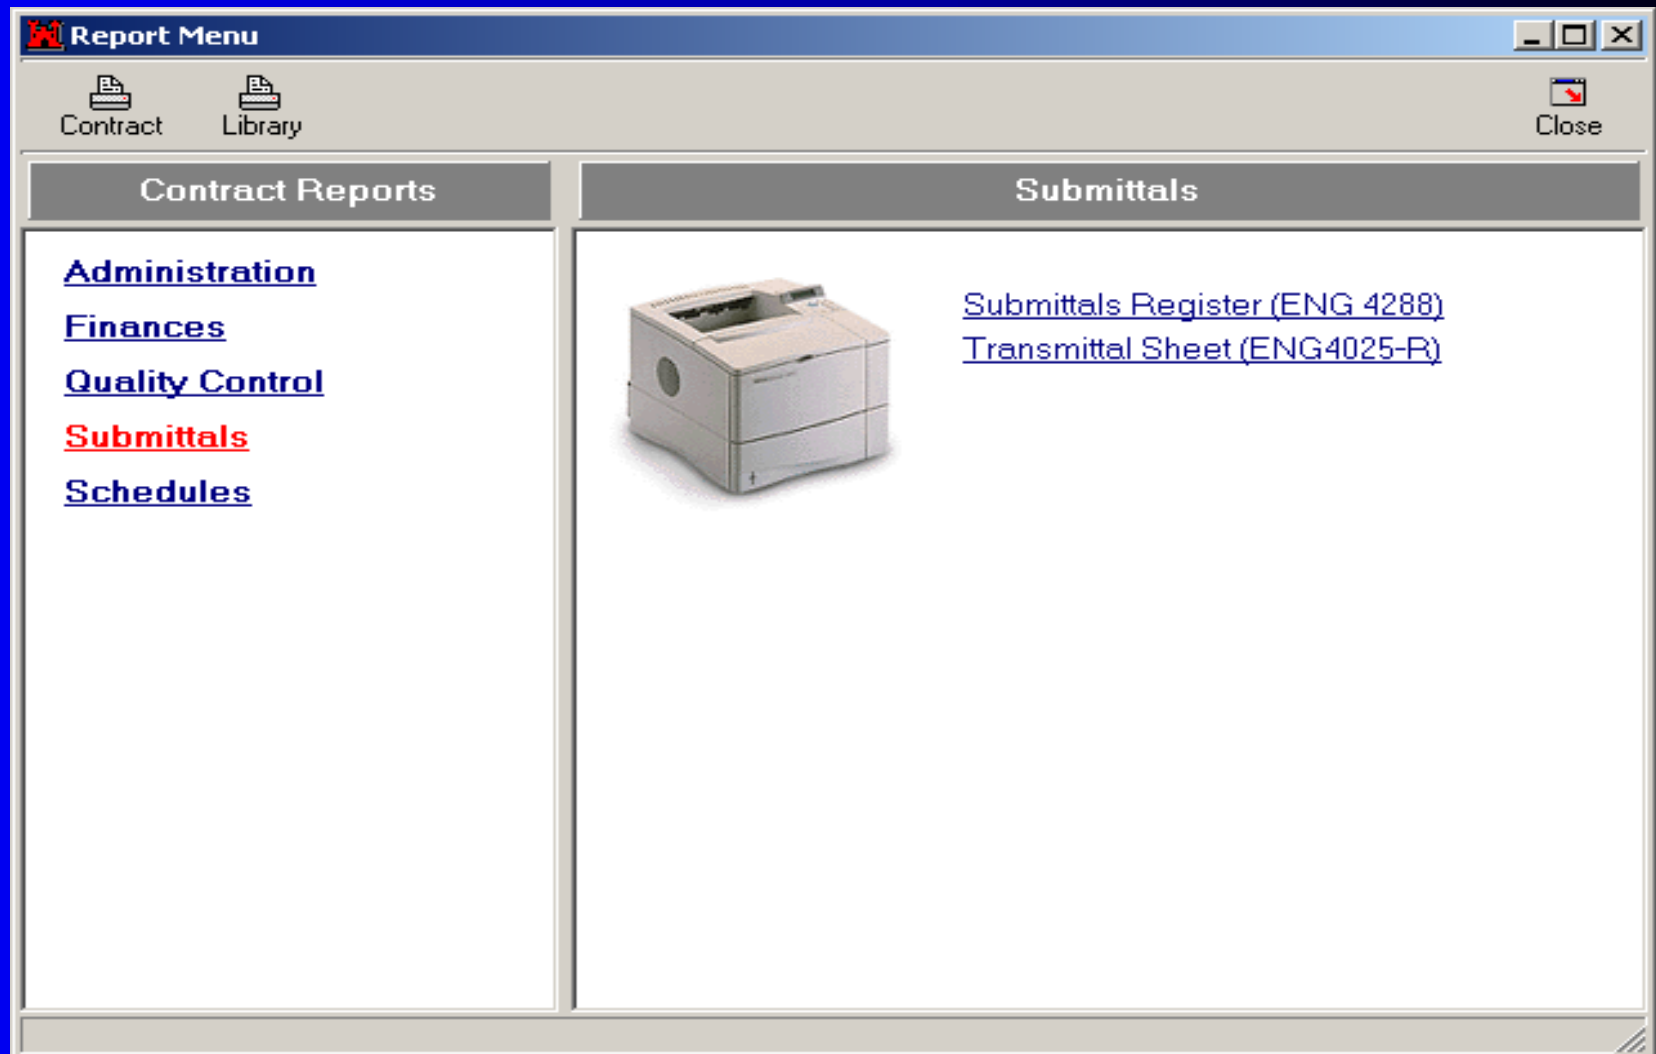 Report Menu
Contract Library Close
Contract Reports
Submittals
Administration
Finances
Quality Control
Submittals
Schedules
Submittals Register (ENG 4288)
Transmittal Sheet (ENG4025-R)